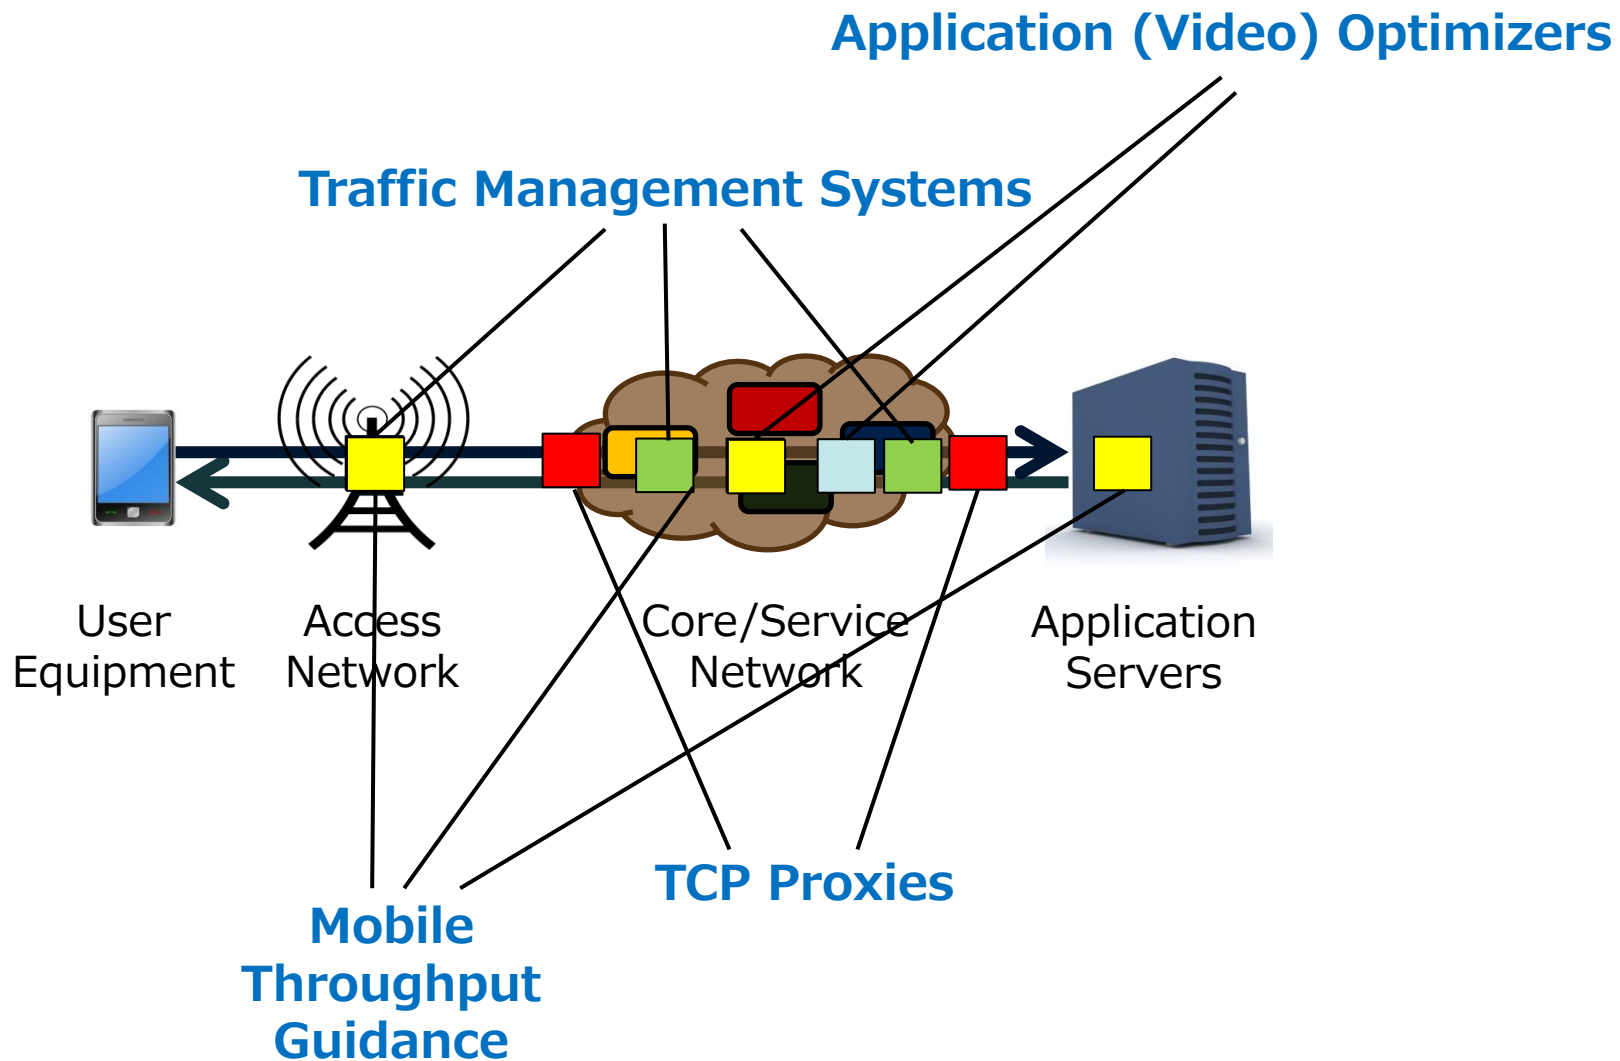 Application (Video) Optimizers
Traffic Management Systems
User
Equipment
Access
Network
Core/Service
Network
Application
Servers
TCP Proxies
Mobile
Throughput
Guidance